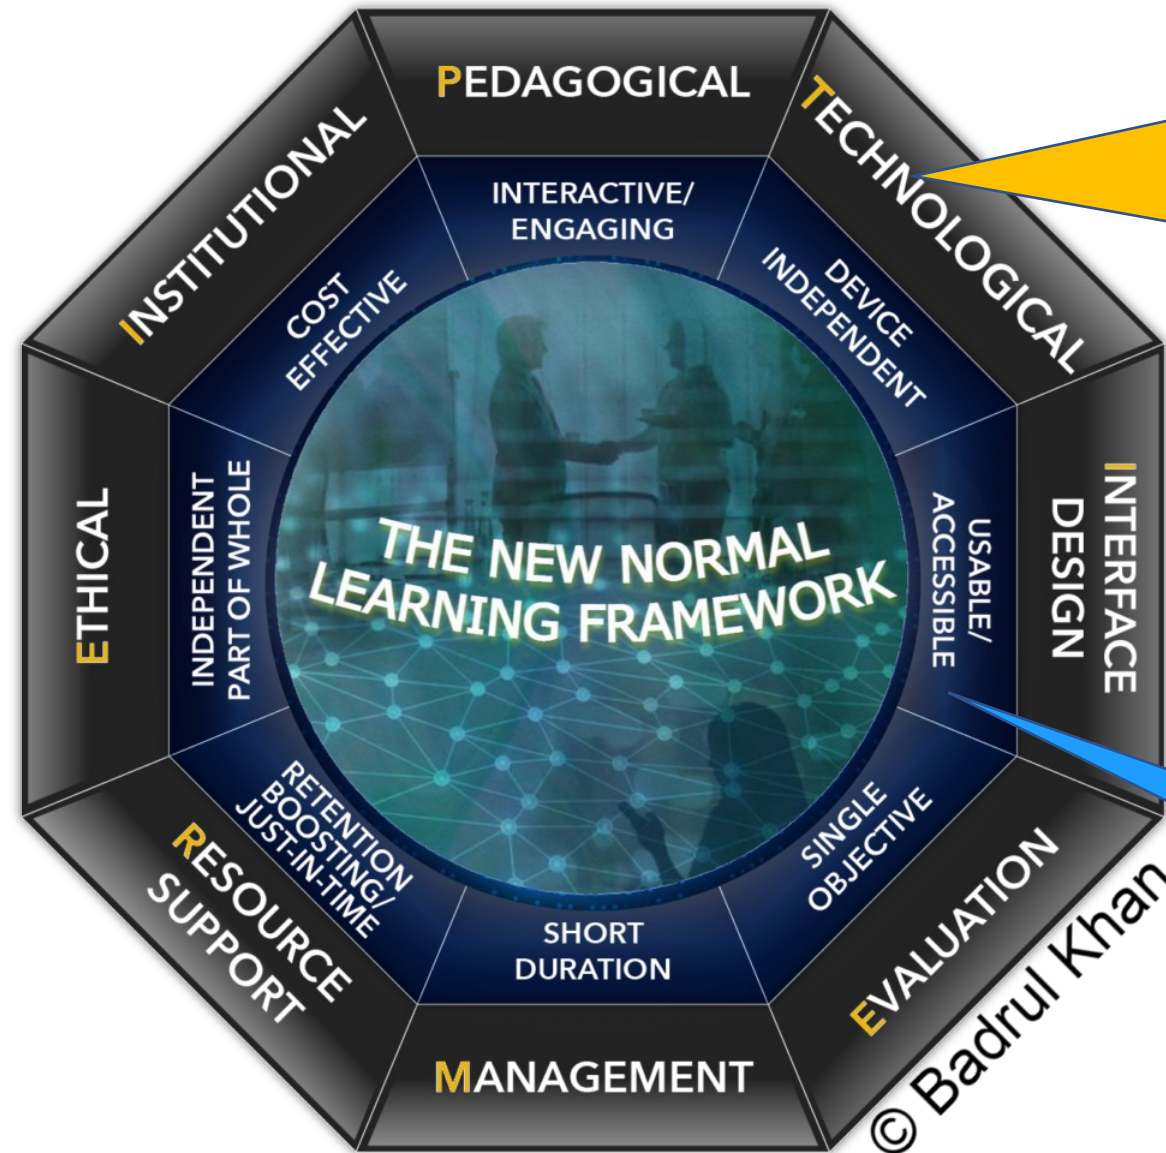 PEDAGOGICAL
TECHNOLOGICAL
INTERFACE
DESIGN
EVALUATION
MANAGEMENT
RESOURCE
SUPPORT
ETHICAL
INSTITUTIONAL
INTERACTIVE/
ENGAGING
DEVICE
INDEPENDENT
USABLE/
ACCESSIBLE
SINGLE
OBJECTIVE
SHORT
DURATION
RETENTION
BOOSTING/
JUST-IN-TIME
INDEPENDENT
PART OF WHOLE
COST
EFFECTIVE
THE NEW NORMAL
LEARNING FRAMEWORK
© Badrul Khan